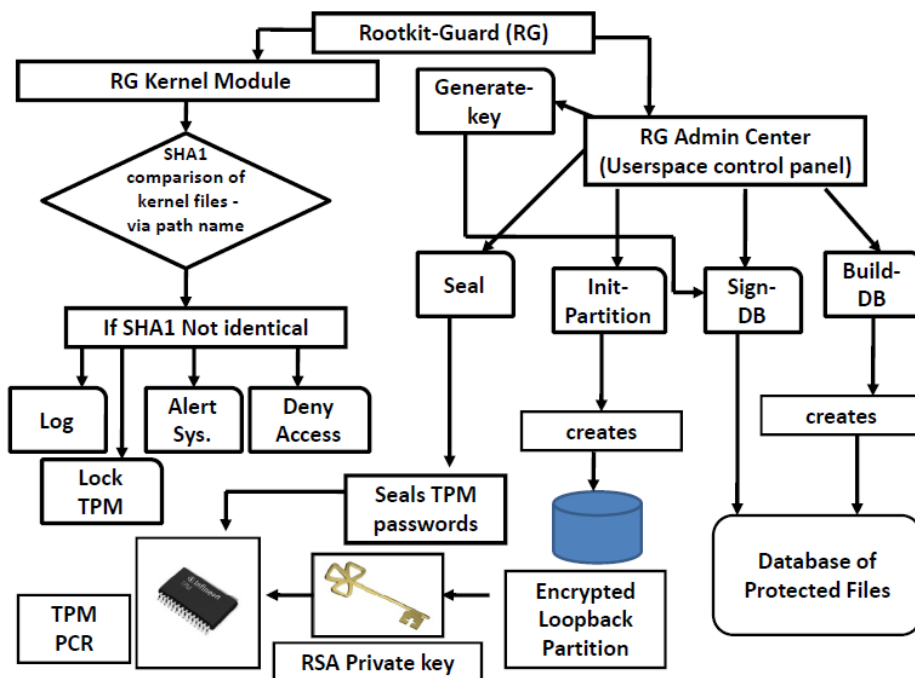 Rootkit-Guard (RG)
RG Kernel Module
Generate-
key
RG Admin Center
(Userspace control panel)
SHA1
comparison of
kernel files -
via path name
Seal
Init-
Partition
Sign-
DB
Build-
DB
If SHA1 Not identical
Log
Alert
Sys.
Deny
Access
Lock
TPM
creates
creates
Seals TPM
passwords
Database of
Protected Files
Infineon
TPM
PCR
RSA Private key
Encrypted
Loopback
Partition